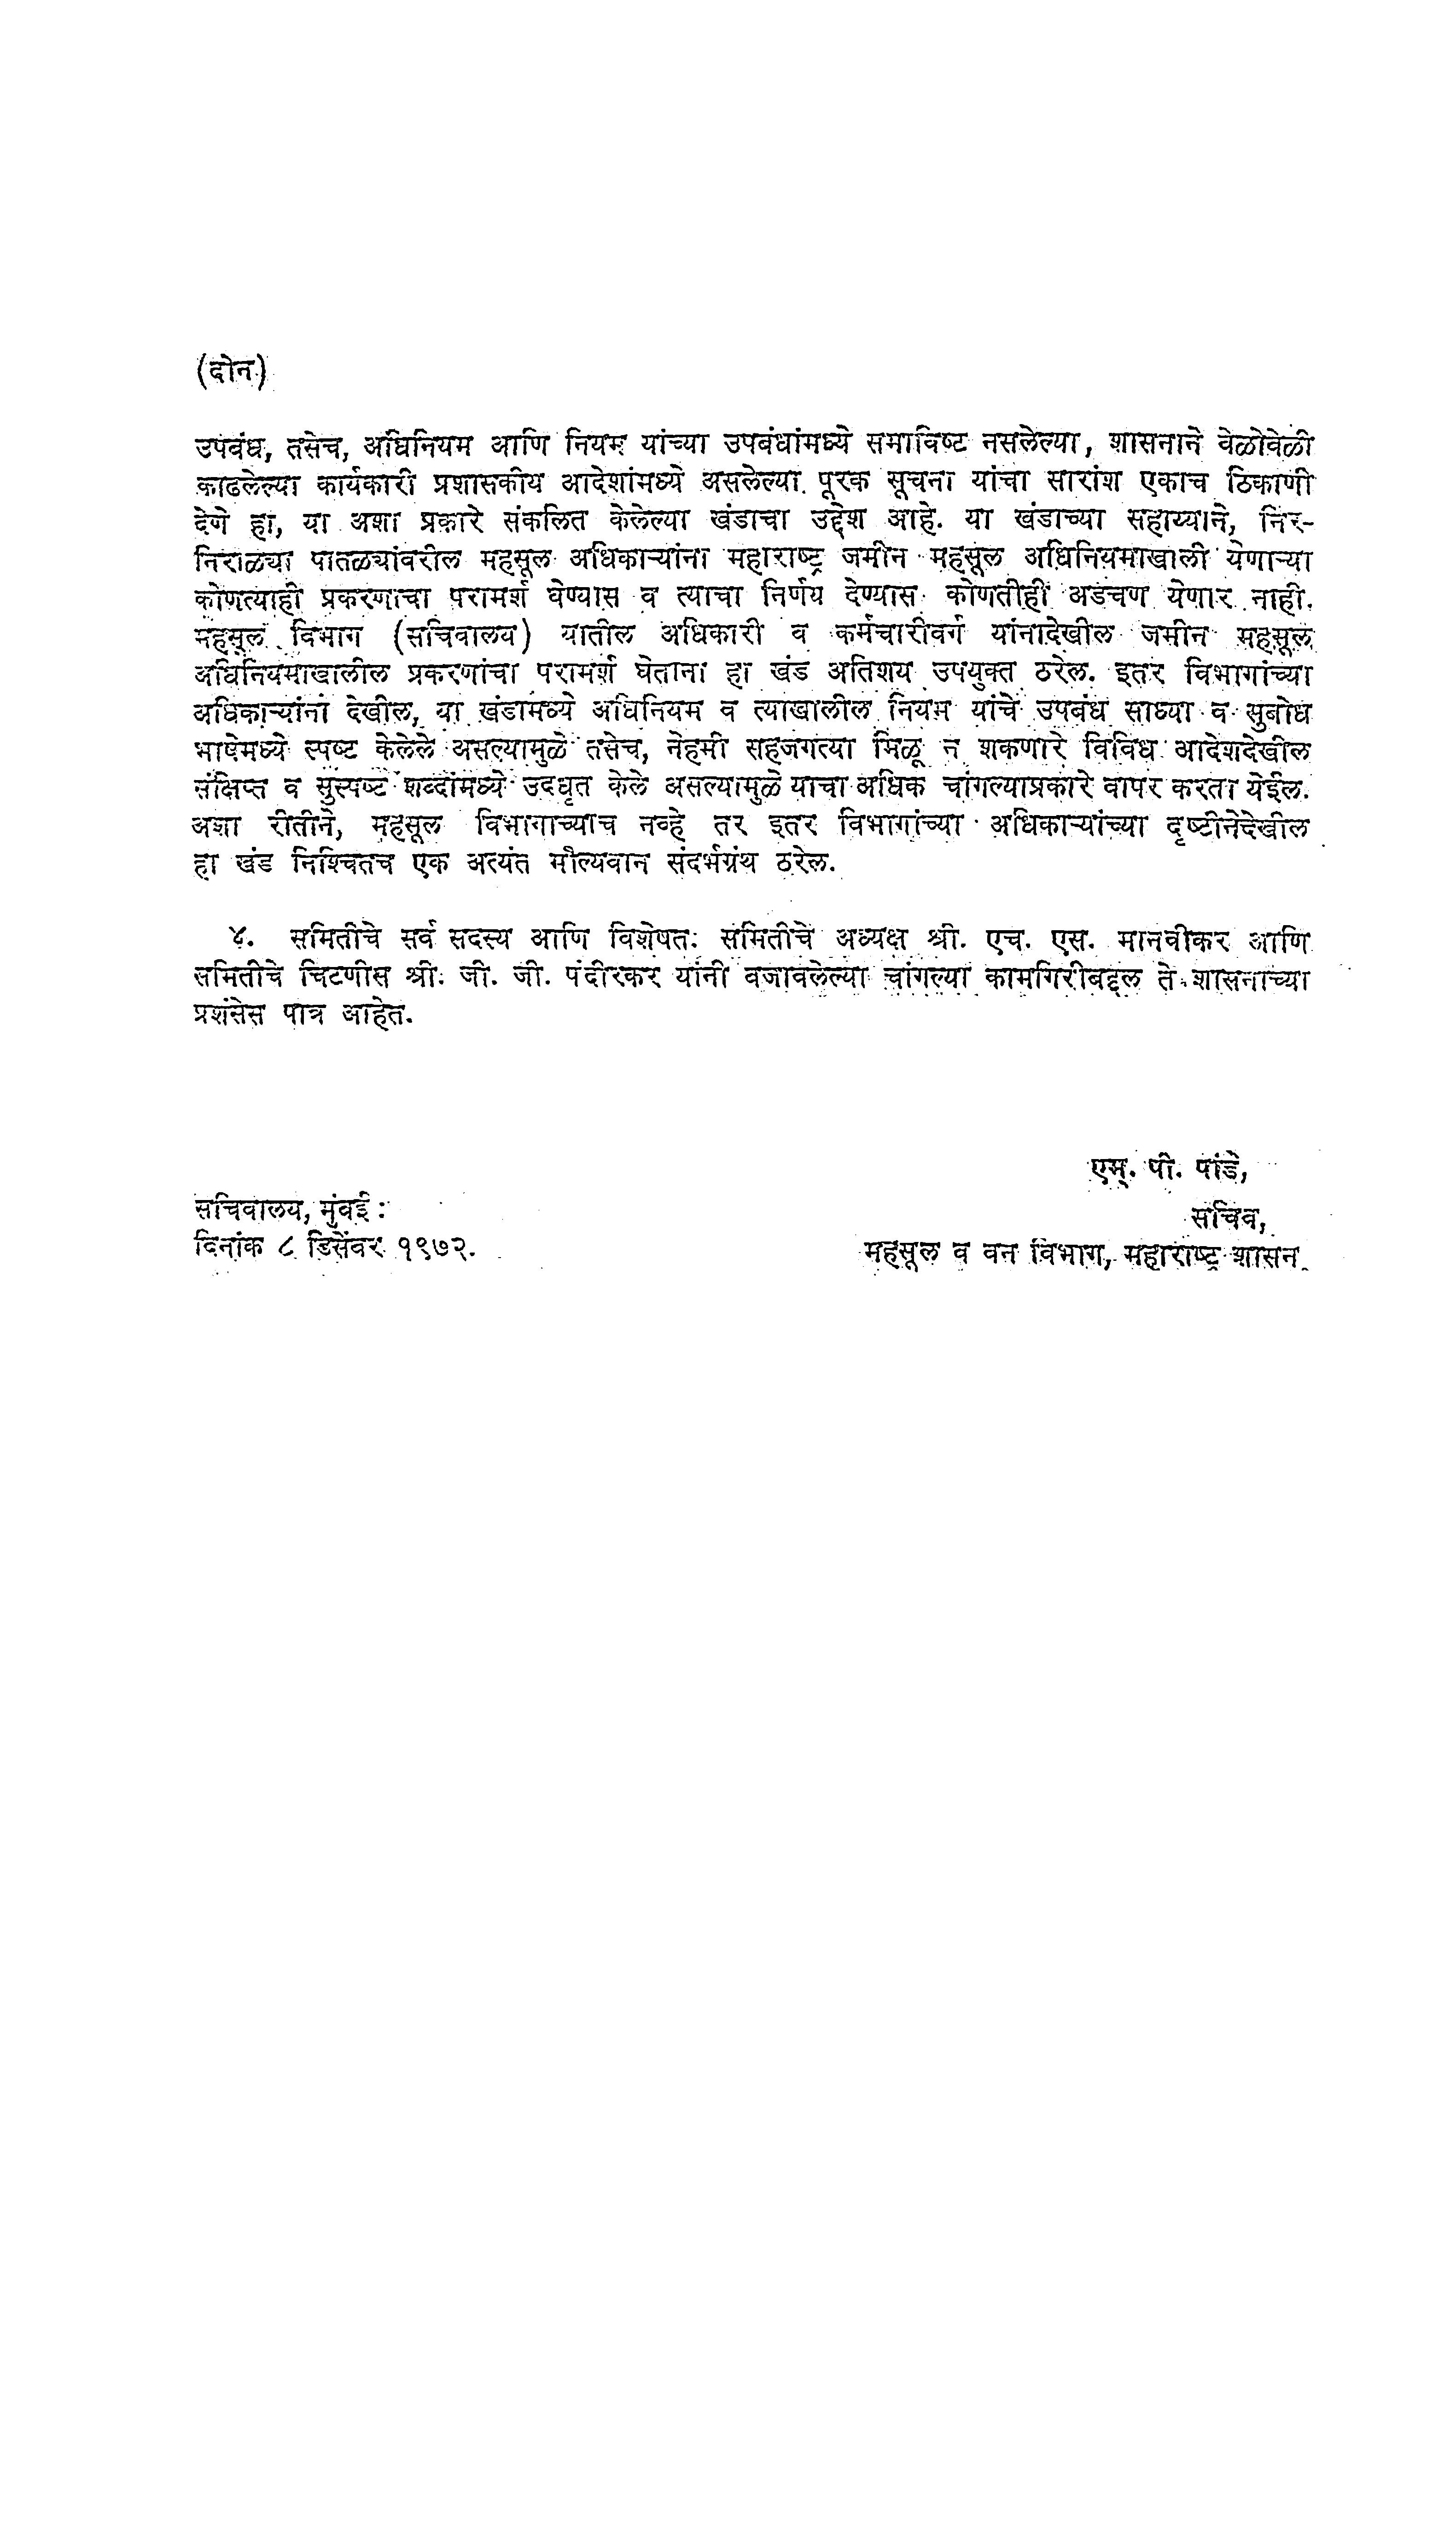 (दोन)
उपबंध, तसेच, अधिनियम आणि नियम यांच्या उपबंधांमध्ये समाविष्ट नसलेल्या, शासनाने वेळोवेळी
काढलेल्या कार्यकारी प्रशासकीय आदेशांमध्ये असलेल्या पूरक सूचना यांचा सारांश एकाच ठिकाणी
देणे हा, या अशा प्रकारे संकलित केलेल्या खंडाचा उद्देश आहे. या खंडाच्या सहाय्याने, निर-
निराळ्या पातळ्यांवरील महसूल अधिकाऱ्यांना महाराष्ट्र जमीन महसूल अधिनियमाखाली येणाऱ्या
कोणत्याही प्रकरणाचा परामर्श घेण्यास व त्याचा निर्णय देण्यास कोणतीही अडचण येणार नाही.
महसूल विभाग (सचिवालय) यातील अधिकारी व कर्मचारीवर्ग यांनादेखील जमीन महसूल
अधिनियमाखालील प्रकरणांचा परामर्श घेताना हा खंड अतिशय उपयुक्त ठरेल. इतर विभागांच्या
अधिकाऱ्यांना देखील, या खंडामध्ये अधिनियम व त्याखालील नियम यांचे उपबंध साध्या व सुबोध
भाषेमध्ये स्पष्ट केलेले असल्यामुळे तसेच, नेहमी सहजगत्या मिळू न शकणारे विविध आदेशदेखील
संक्षिप्त व सुस्पष्ट शब्दांमध्ये उदधृत केले असल्यामुळे याचा अधिक चांगल्याप्रकारे वापर करता येईल.
अशा रीतीने, महसूल विभागाच्याच नव्हे तर इतर विभागांच्या अधिकाऱ्यांच्या दृष्टीनेदेखील
हा खंड निश्चितच एक अत्यंत मौल्यवान संदर्भग्रंथ ठरेल.
४. समितीचे सर्व सदस्य आणि विशेषतः समितीचे अध्यक्ष श्री. एच. एस. मानवीकर आणि
समितीचे चिटणीस श्री. जी. जी. पंदीरकर यांनी बजावलेल्या चांगल्या कामगिरीबद्दल ते शासनाच्या
प्रशंसेस पात्र आहेत.
एम्. पी. पांडे,
सचिवालय, मुंबई :
सचिव,
दिनांक ८ डिसेंबर १९७२.
महसूल व वन विभाग, महाराष्ट्र शासन.